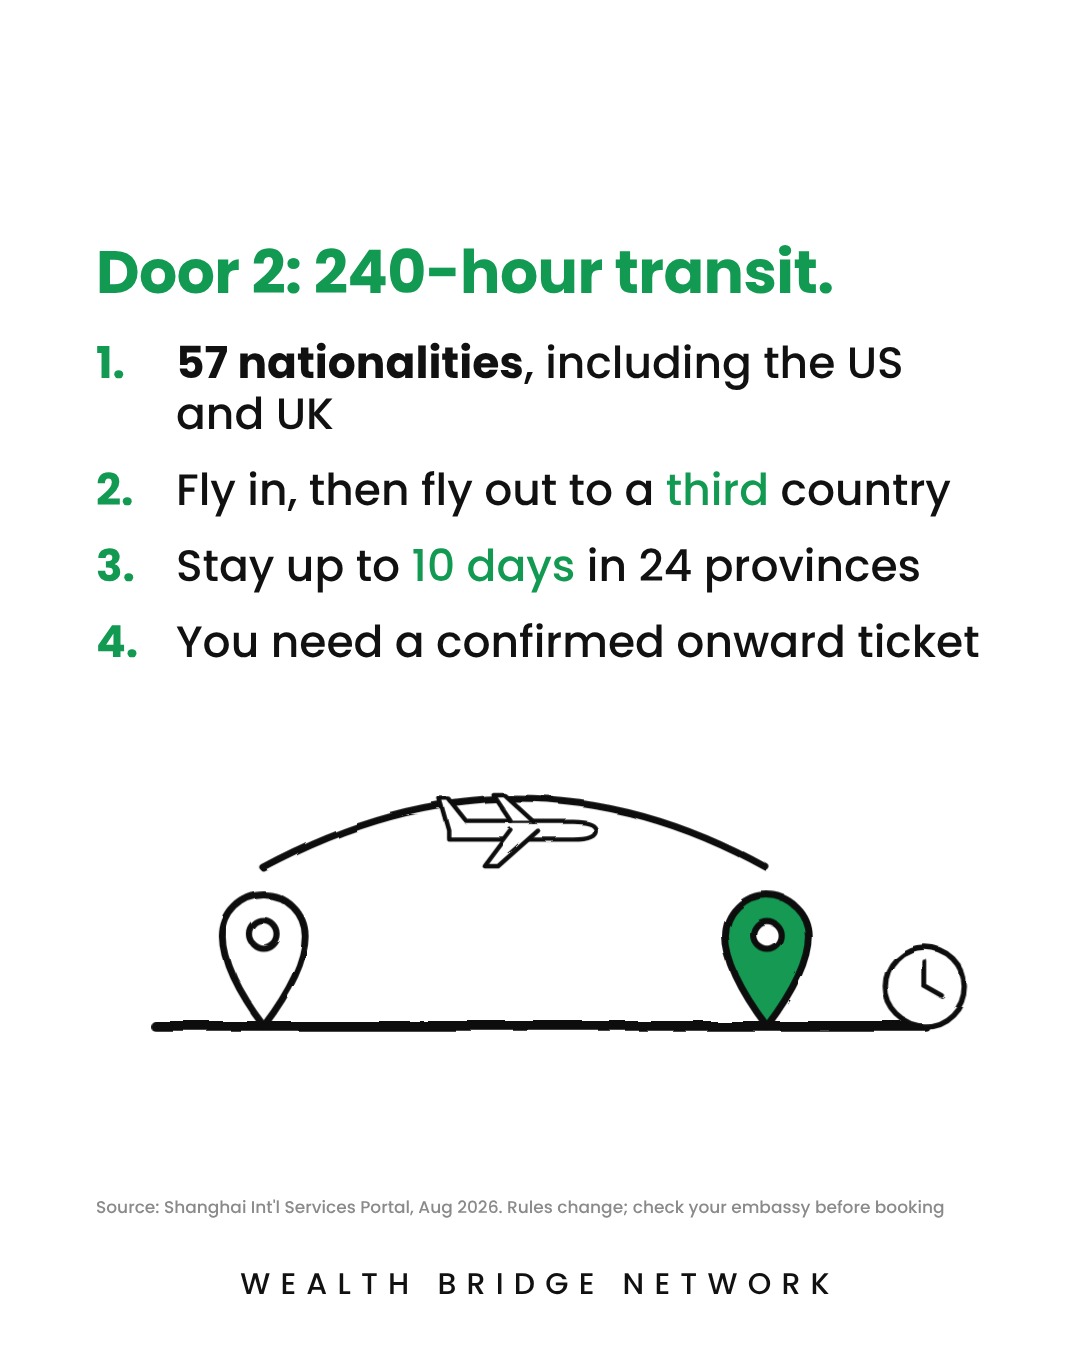 Door 2: 240-hour transit.
1. 57 nationalities, including the US
and UK
2. Fly in, then fly out to a third country
3. Stay up to 10 days in 24 provinces
4. You need a confirmed onward ticket
Source: Shanghai Int'l Services Portal, Aug 2026. Rules change; check your embassy before booking
WEALTH BRIDGE NETWORK